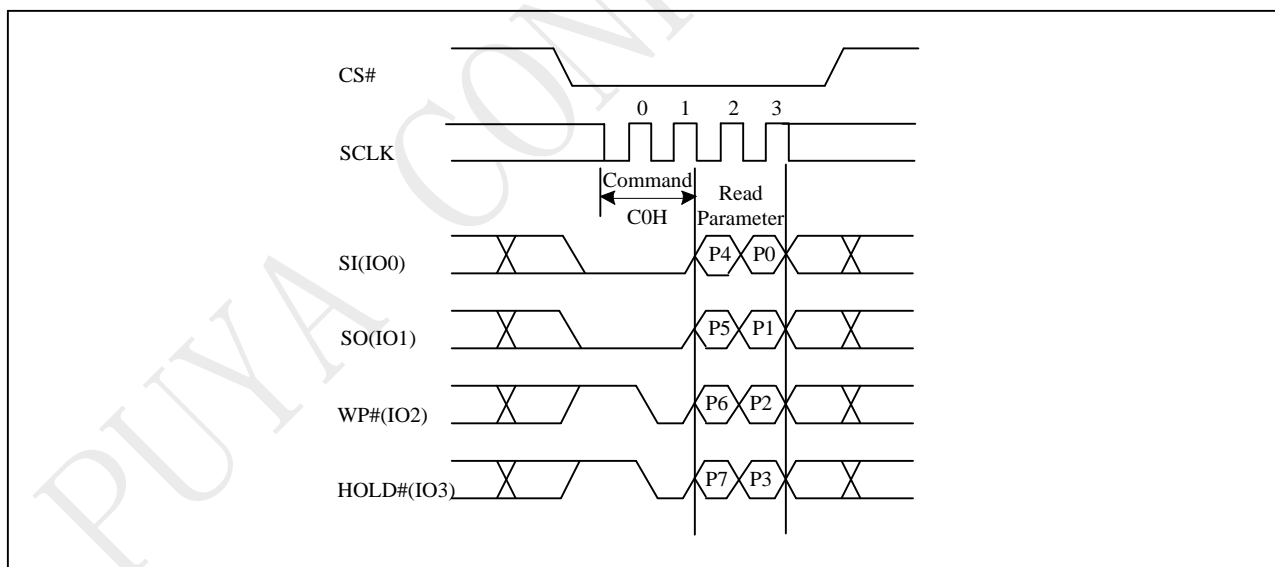 CS#
0 1 2 3
SCLK
Command
C0H
Read
Parameter
SI(IO0)
P4 P0
SO(IO1)
P5 P1
WP#(IO2)
P6 P2
HOLD#(IO3)
P7 P3
PUYA CON